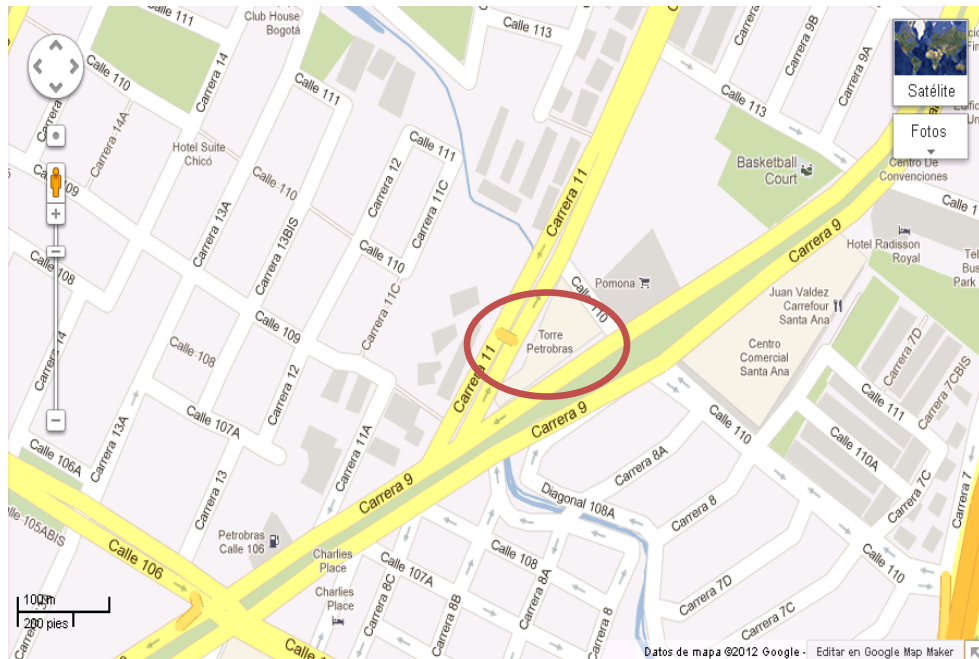 Calle 111
Club House
Bogotá
Calle 113
Carrera 9B
Carrera 14
Carrera 9A
Satélite
Fotos
Calle 110
Carrera 14A
Calle 111
Calle 113
Hotel Suite
Chicó
Carrera 12
Calle 111
Carrera 11C
Basketball
Court
Centro De
Convenciones
Calle 110
Carrera 11
Carrera 13A
Carrera 13BIS
Calle 110
Carrera 9
Hotel Radisson
Royal
Calle 108
Pomona
Calle 110
Juan Valdez
Carrefour
Santa Ana
Carrera 11C
Calle 109
Torre
Petrobras
Centro
Comercial
Santa Ana
Carrera 7D
Carrera 7CBIS
Calle 108
Carrera 14
Carrera 12
Carrera 11
Carrera 9
Calle 111
Calle 110
Carrera 13A
Calle 107A
Carrera 11A
Calle 110A
Carrera 8A
Carrera 7C
Calle 106A
Carrera 13
Carrera 9
Diagonal 108A
Carrera 8
Carrera 7
Petrobras
Calle 106
Calle 106
Charlies
Place
Calle 108
Calle 107A
Calle 110
Charlies
Place
Carrera 8C
Carrera 8B
Carrera 8A
Carrera 8
Carrera 7D
Carrera 7C
100 m
200 pies
Datos de mapa ©2012 Google -
Editar en Google Map Maker